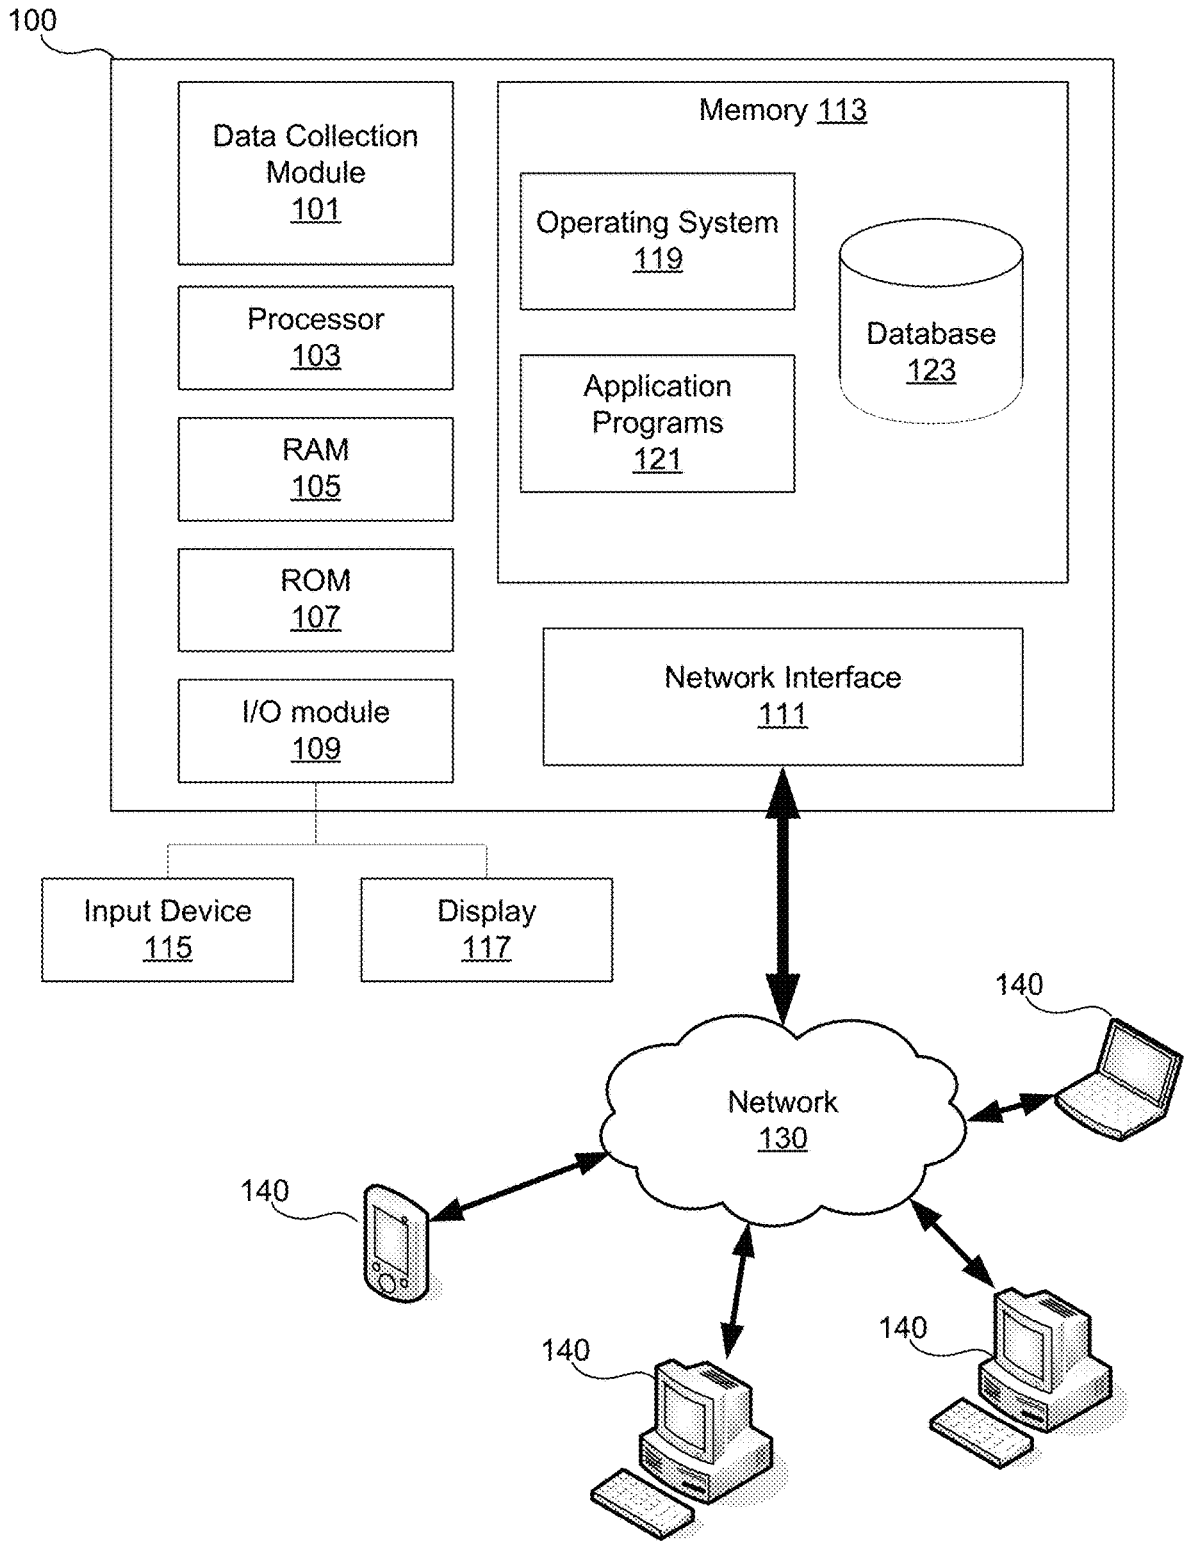 100
Data Collection
Module
101
Processor
103
RAM
105
ROM
107
I/O module
109
Memory 113
Operating System
119
Application
Programs
121
Database
123
Network Interface
111
Input Device
115
Display
117
140
Network
130
140
140
140